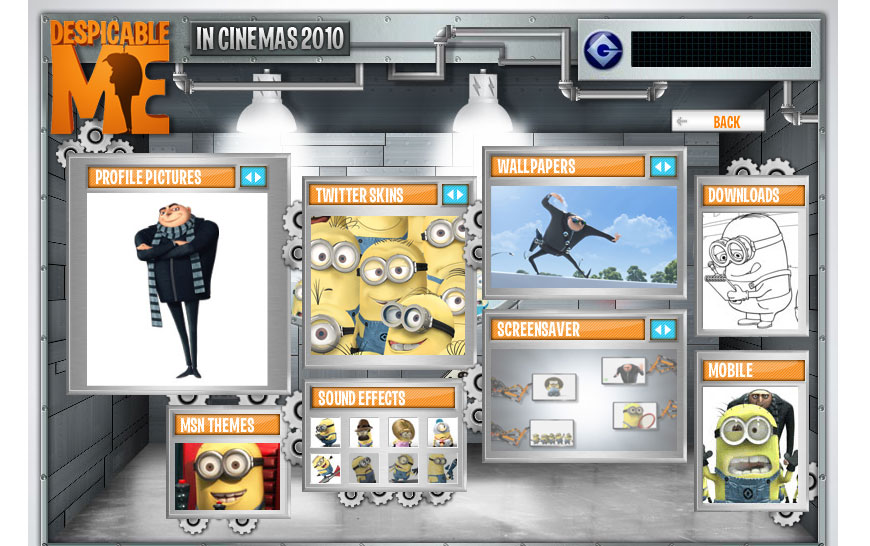 DESPICABLE
ME
IN CINEMAS 2010
G
BACK
PROFILE PICTURES
TWITTER SKINS
WALLPAPERS
DOWNLOADS
SCREENSAVER
MOBILE
SOUND EFFECTS
MSN THEMES